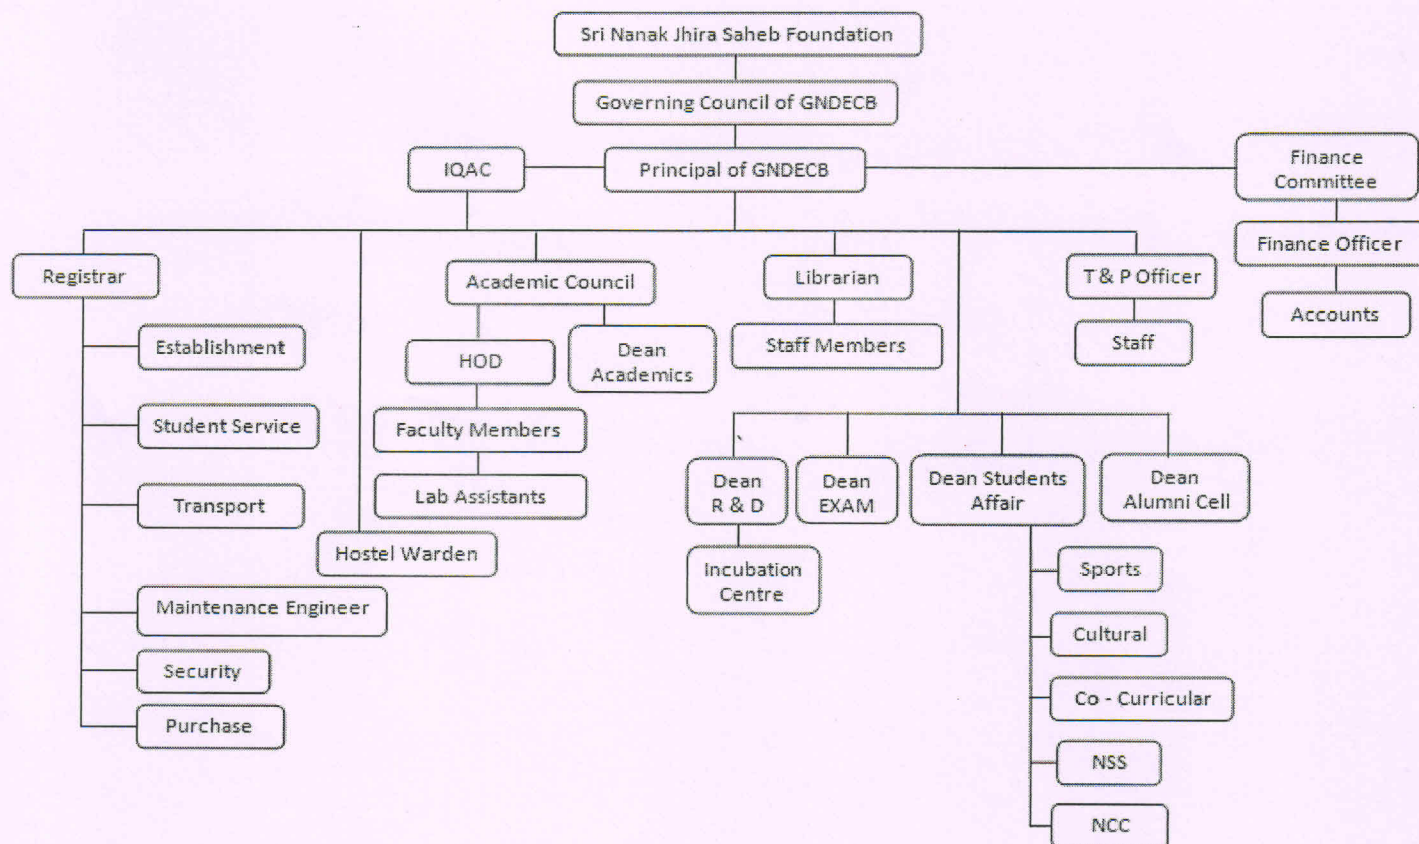 Sri Nanak Jhira Saheb Foundation
Governing Council of GNDECB
IQAC
Principal of GNDECB
Finance
Committee
Finance Officer
Accounts
Registrar
Academic Council
Librarian
T & P Officer
Establishment
Student Service
Transport
Maintenance Engineer
Security
Purchase
Hostel Warden
HOD
Dean
Academics
Faculty Members
Lab Assistants
Staff Members
Staff
Dean
R & D
Dean
EXAM
Dean Students
Affair
Dean
Alumni Cell
Incubation
Centre
Sports
Cultural
Co - Curricular
NSS
NCC